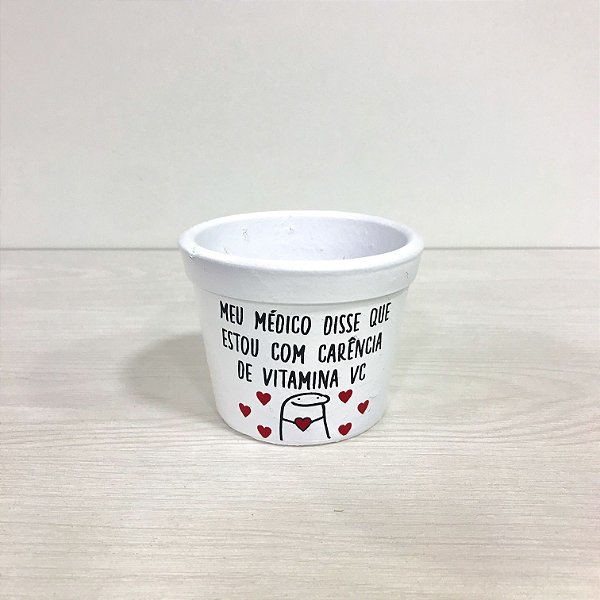 MEU MÉDICO DISSE QUE
ESTOU COM CARÊNCIA
DE VITAMINA VC